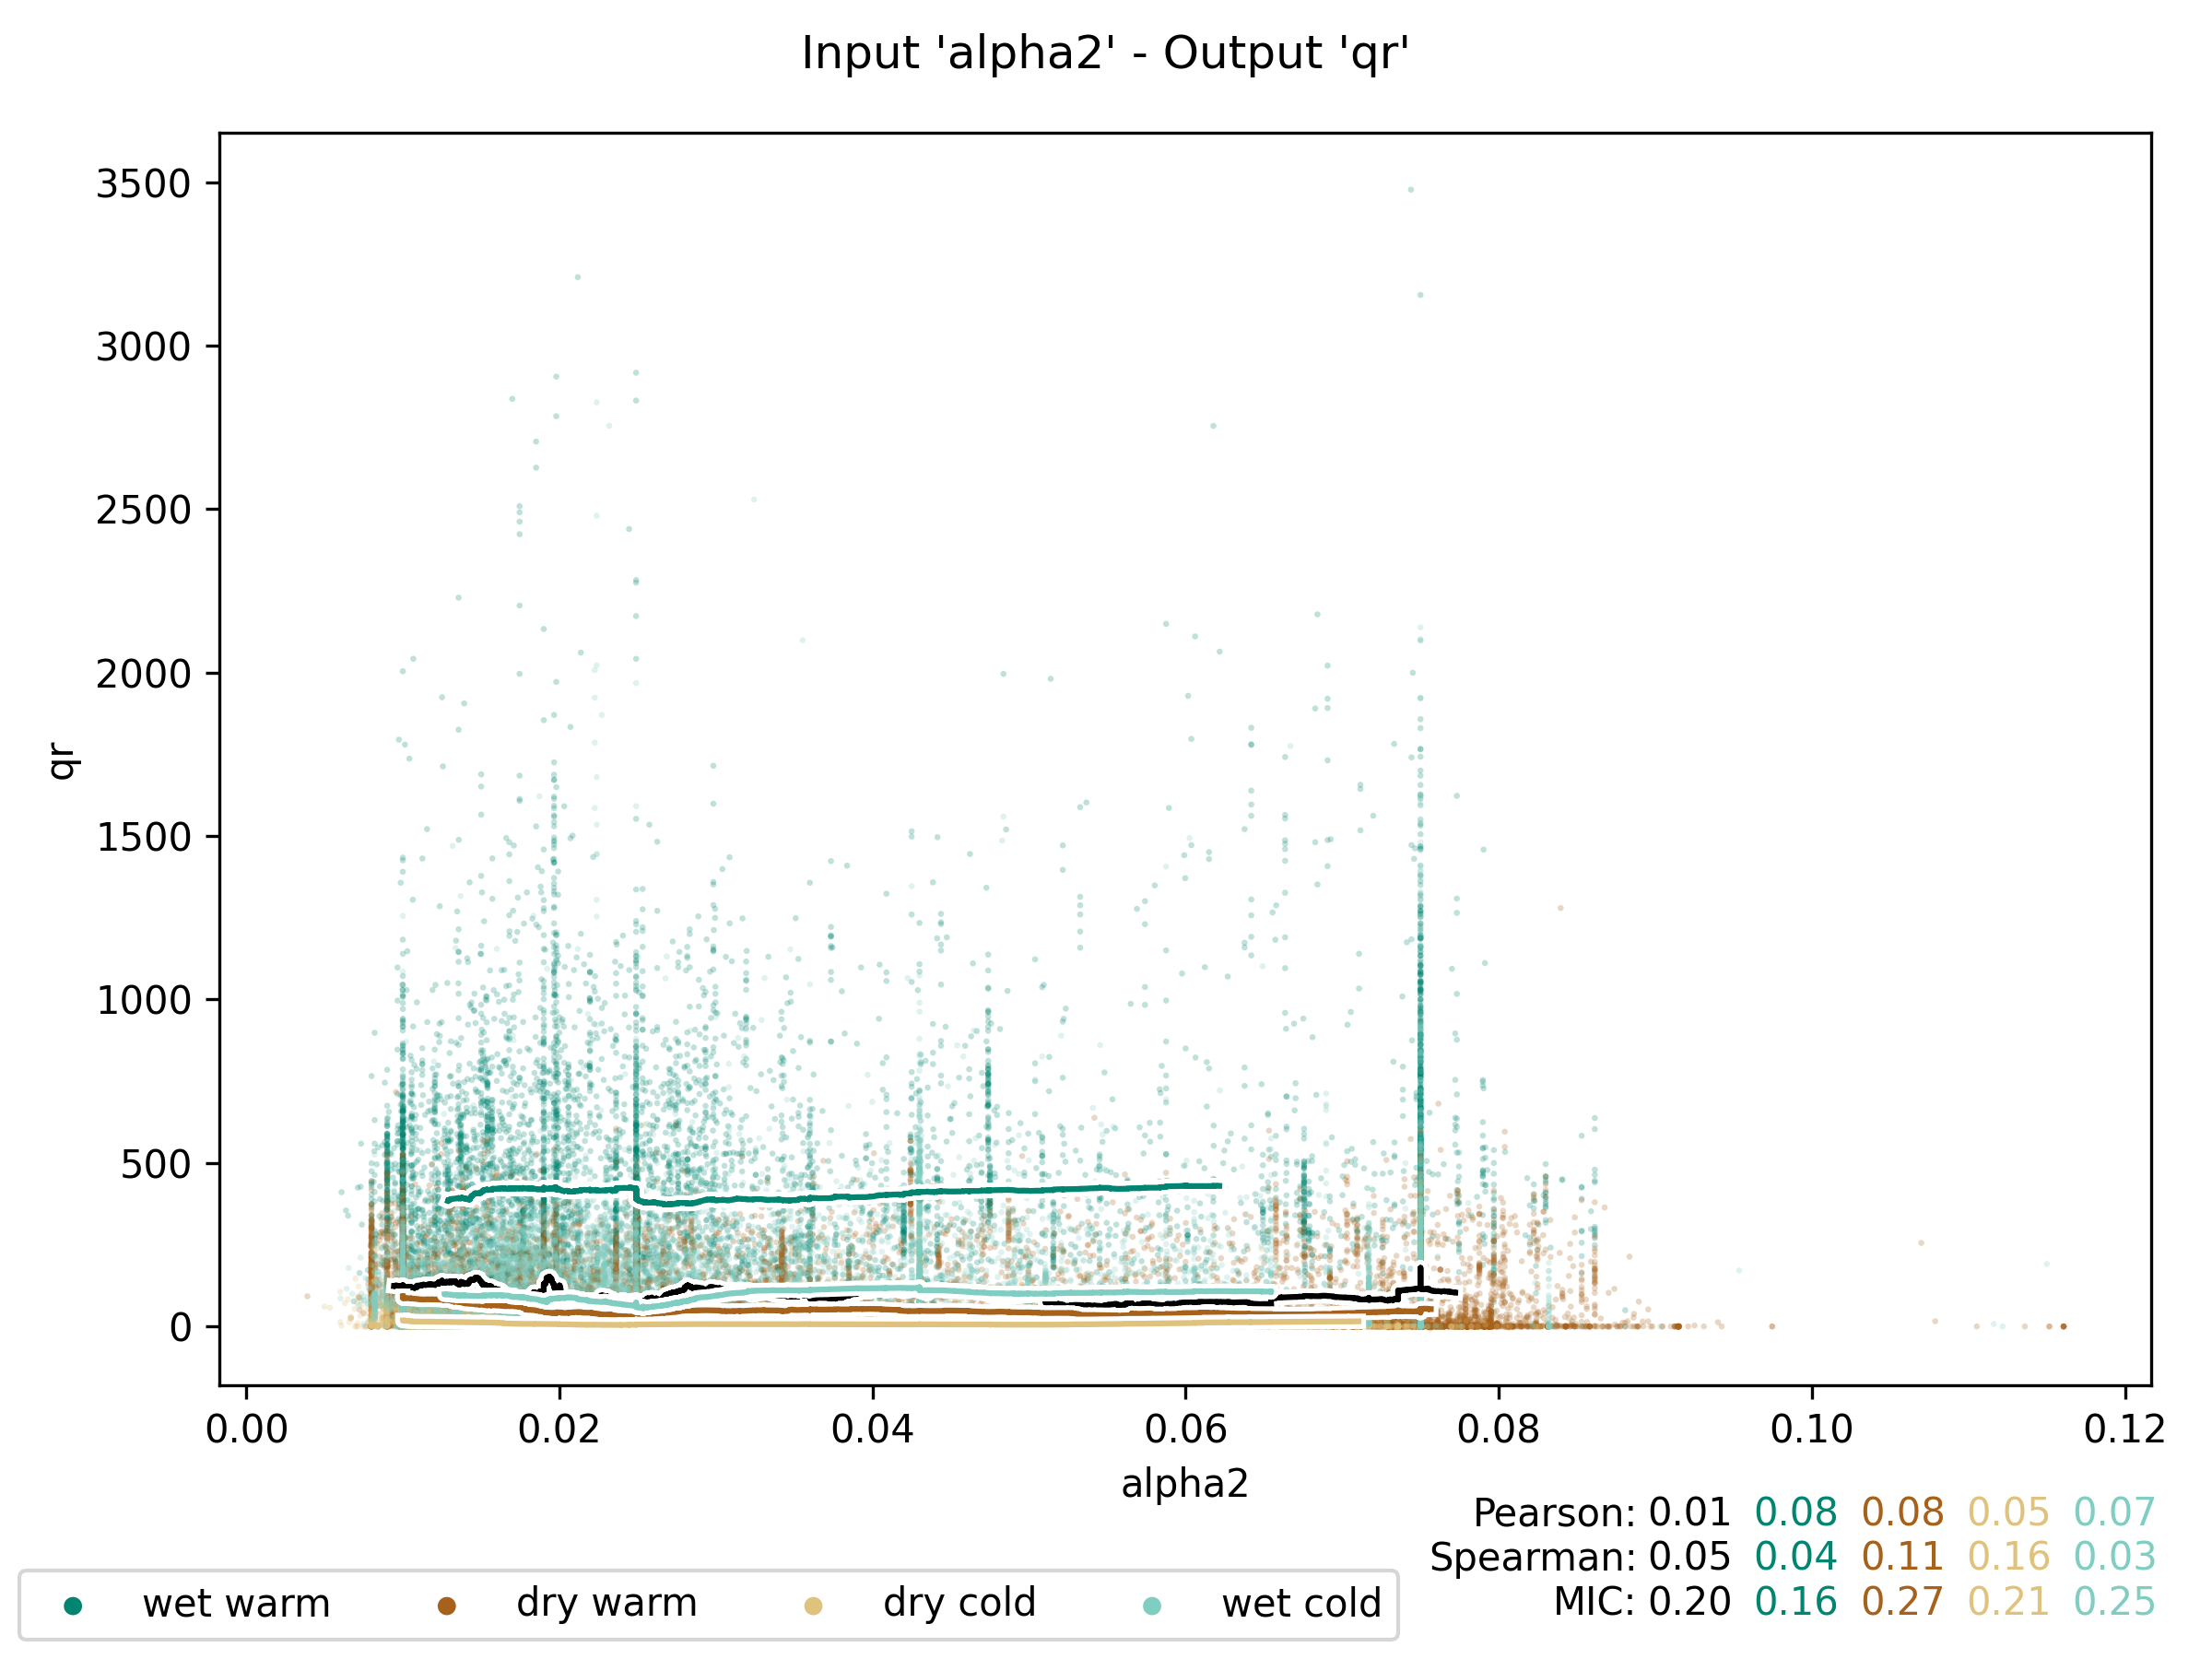 Input 'alpha2' - Output 'qr'
3500
3000
2500
2000
1500
1000
500
0
qr
0.00 0.02 0.04 0.06 0.08 0.10 0.12
alpha2
Pearson: 0.01 0.08 0.08 0.05 0.07
Spearman: 0.05 0.04 0.11 0.16 0.03
MIC: 0.20 0.16 0.27 0.21 0.25
wet warm dry warm dry cold wet cold